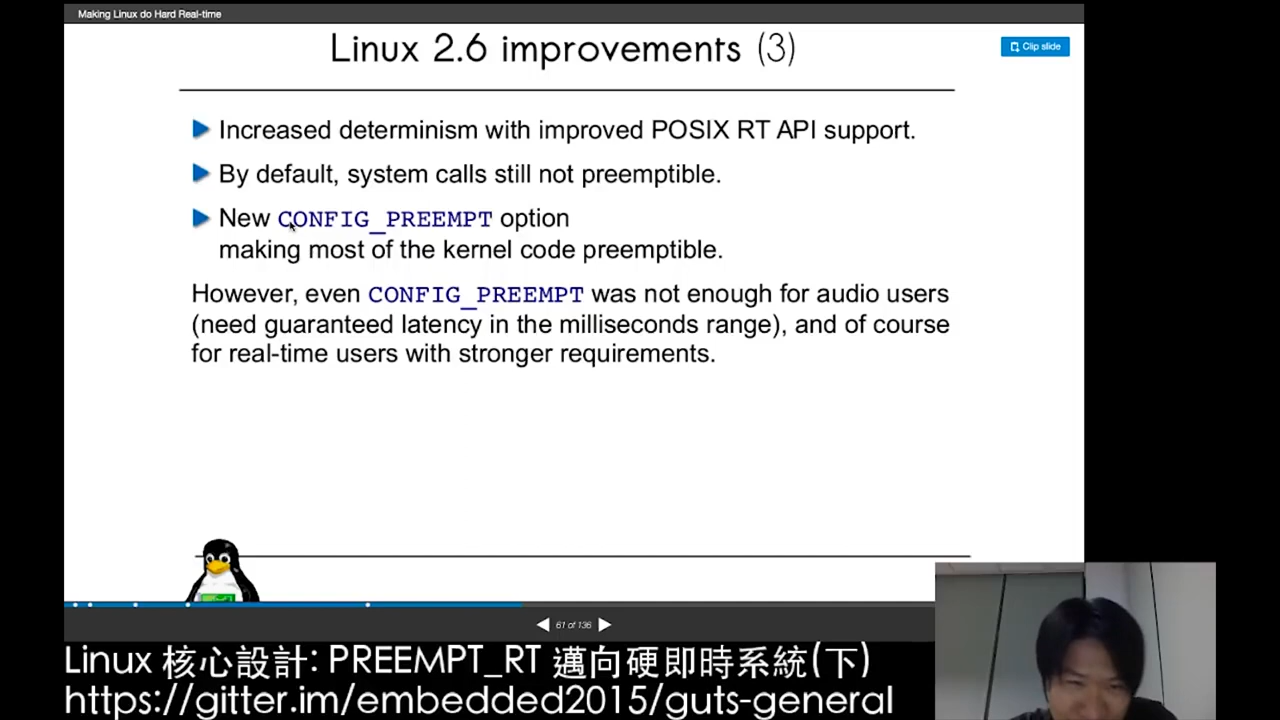 Making Linux do Hard Real-time
Linux 2.6 improvements (3)
Clip slide
Increased determinism with improved POSIX RT API support.
By default, system calls still not preemptible.
New CONFIG_PREEMPT option
making most of the kernel code preemptible.
However, even CONFIG_PREEMPT was not enough for audio users
(need guaranteed latency in the milliseconds range), and of course
for real-time users with stronger requirements.
61 of 136
Linux 核心設計: PREEMPT_RT 邁向硬即時系統(下)
https://gitter.im/embedded2015/guts-general